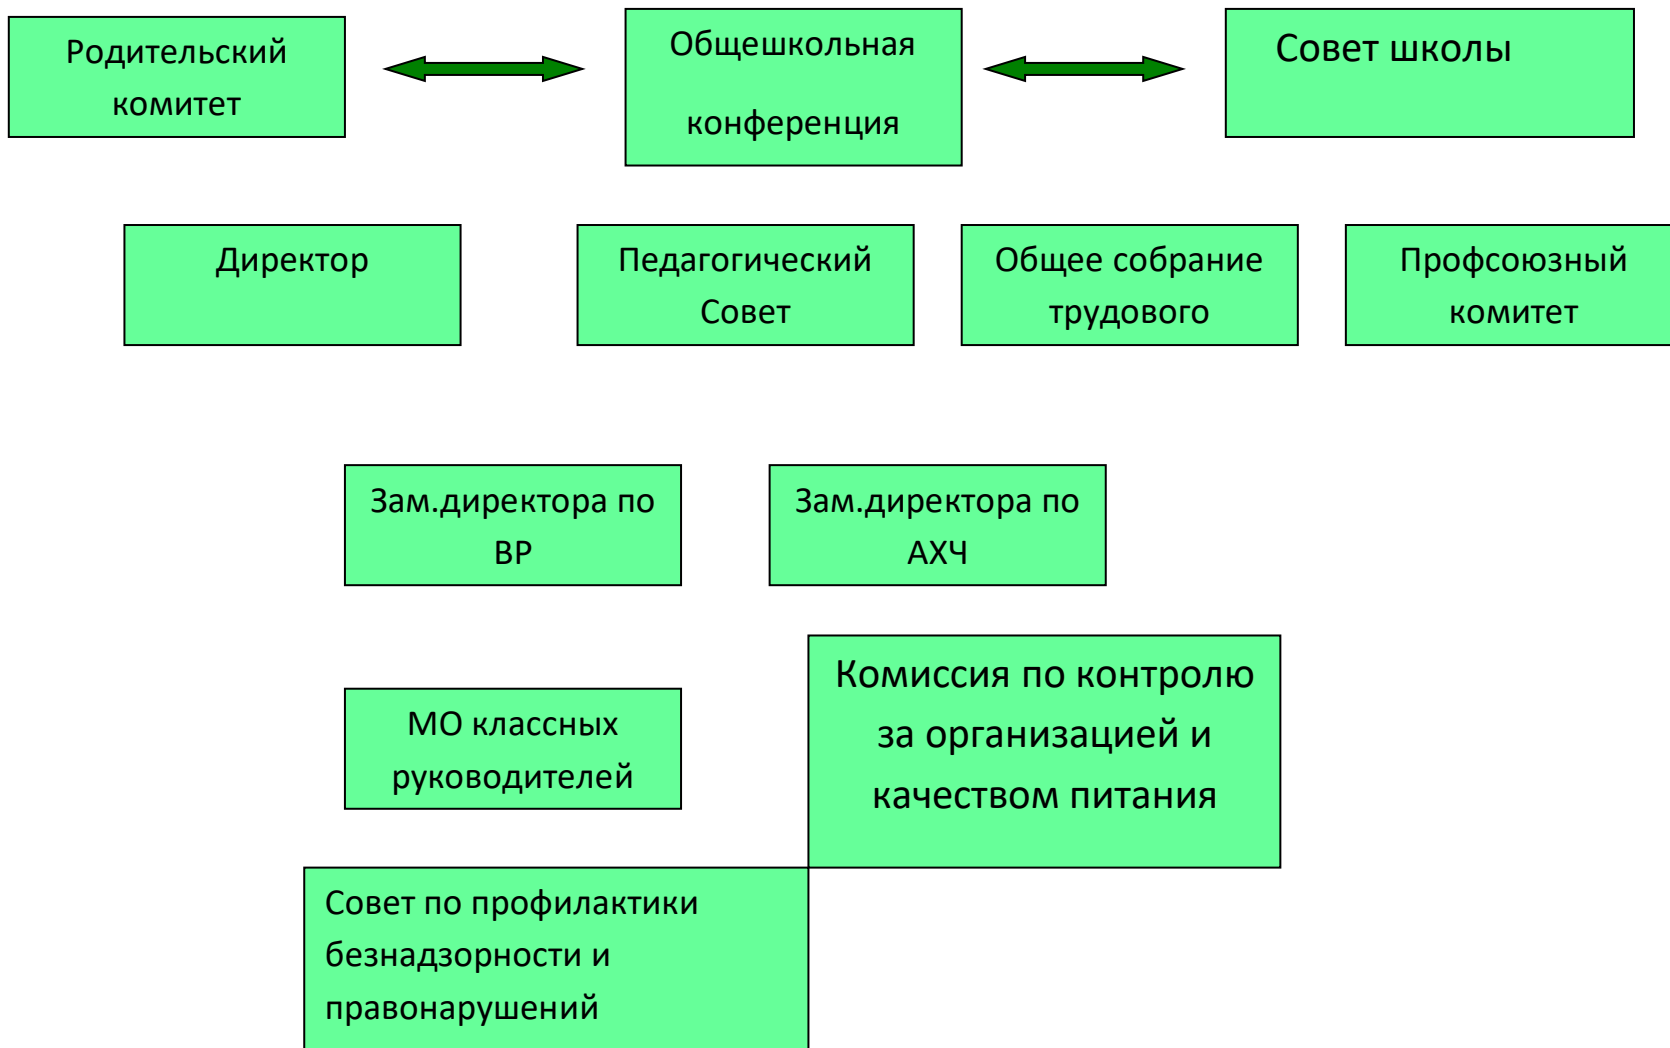 Родительский
комитет
Общешкольная
конференция
Совет школы
Директор
Педагогический
Совет
Общее собрание
трудового
Профсоюзный
комитет
Зам.директора по
ВР
Зам.директора по
АХЧ
МО классных
руководителей
Комиссия по контролю
за организацией и
качеством питания
Совет по профилактики
безнадзорности и
правонарушений